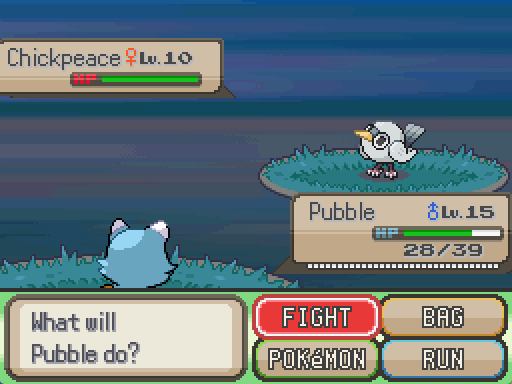 Chickpeace♀Lv.10
HP
Pubble ♂Lv.15
HP
28/39
What will
Pubble do?
FIGHT
BAG
POKéMON
RUN